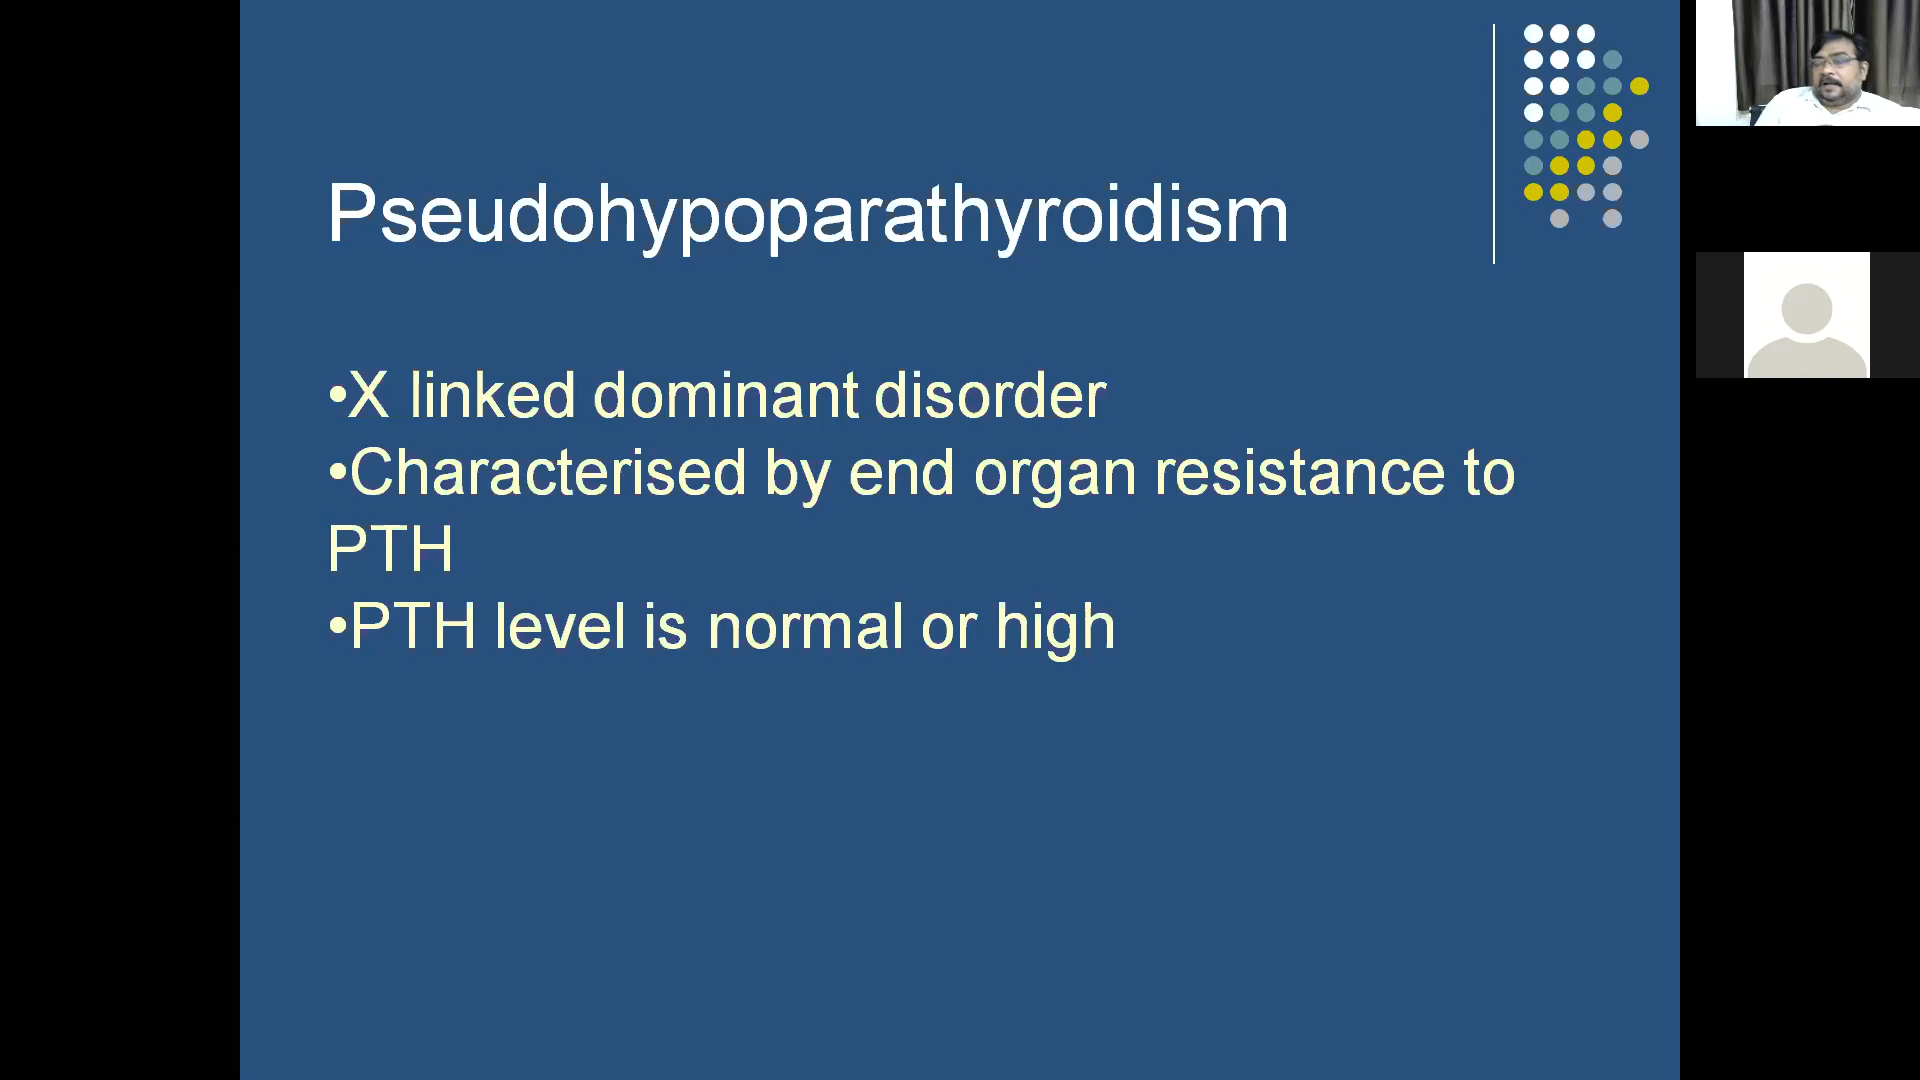 Pseudohypoparathyroidism
•X linked dominant disorder
•Characterised by end organ resistance to
PTH
•PTH level is normal or high